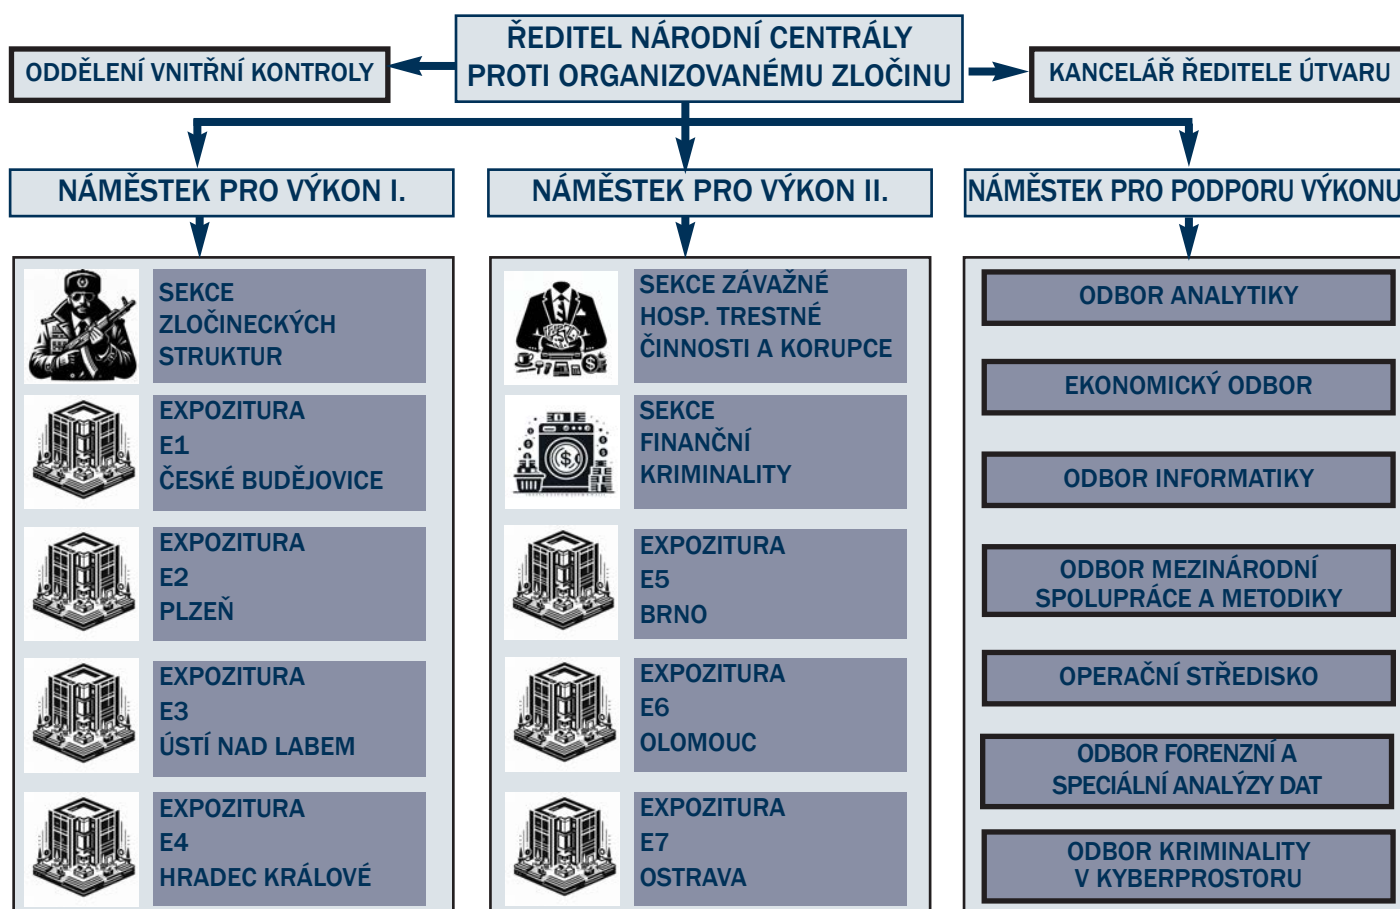 ŘEDITEL NÁRODNÍ CENTRÁLY
PROTI ORGANIZOVANÉMU ZLOČINU
ODDĚLENÍ VNITŘNÍ KONTROLY
KANCELÁŘ ŘEDITELE ÚTVARU
NÁMĚSTEK PRO VÝKON I.
SEKCE
ZLOČINECKÝCH
STRUKTUR
EXPOZITURA
E1
ČESKÉ BUDĚJOVICE
EXPOZITURA
E2
PLZEŇ
EXPOZITURA
E3
ÚSTÍ NAD LABEM
EXPOZITURA
E4
HRADEC KRÁLOVÉ
NÁMĚSTEK PRO VÝKON II.
SEKCE ZÁVAŽNÉ
HOSP. TRESTNÉ
ČINNOSTI A KORUPCE
SEKCE
FINANČNÍ
KRIMINALITY
EXPOZITURA
E5
BRNO
EXPOZITURA
E6
OLOMOUC
EXPOZITURA
E7
OSTRAVA
NÁMĚSTEK PRO PODPORU VÝKONU
ODBOR ANALYTIKY
EKONOMICKÝ ODBOR
ODBOR INFORMATIKY
ODBOR MEZINÁRODNÍ
SPOLUPRÁCE A METODIKY
OPERAČNÍ STŘEDISKO
ODBOR FORENZNÍ A
SPECIÁLNÍ ANALÝZY DAT
ODBOR KRIMINALITY
V KYBERPROSTORU